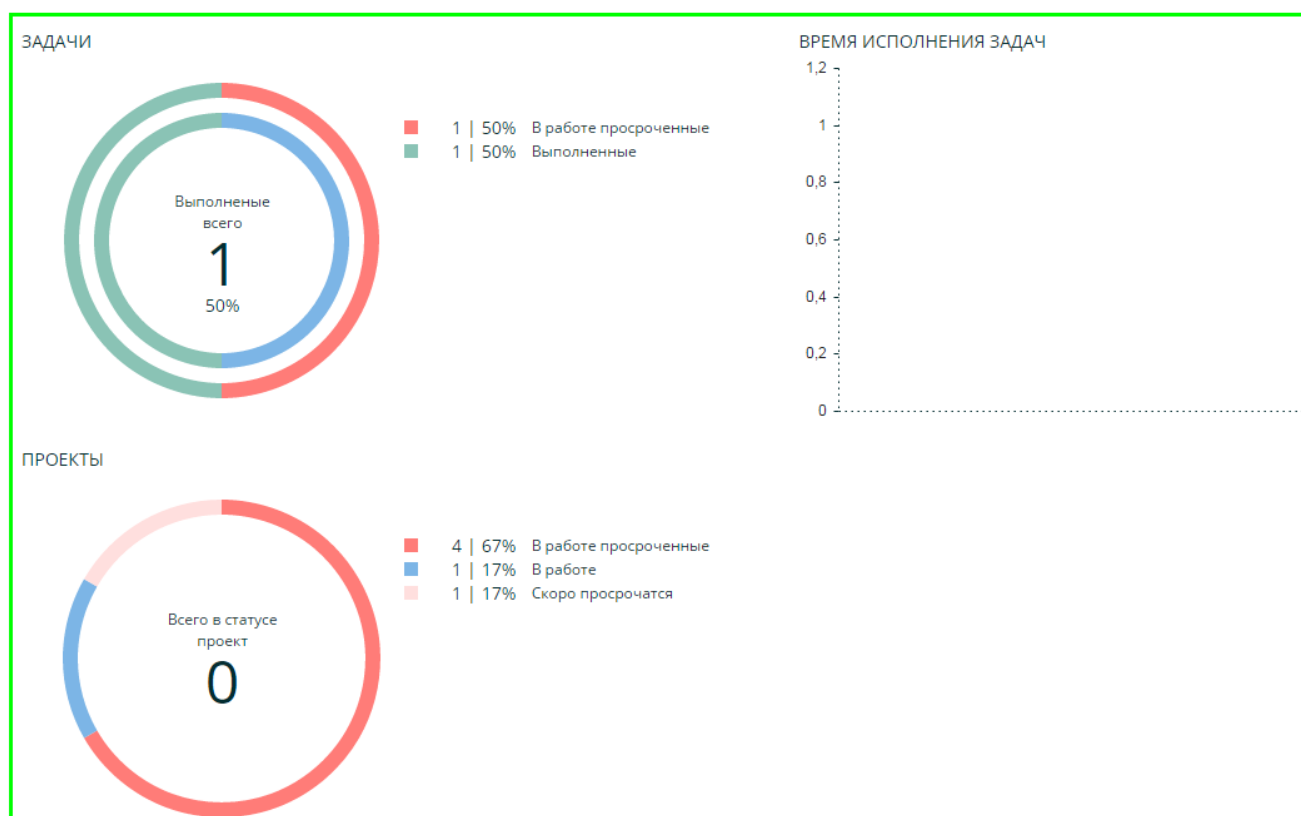 ЗАДАЧИ
1 | 50% В работе просроченные
1 | 50% Выполненные
Выполненые
всего
1
50%
ВРЕМЯ ИСПОЛНЕНИЯ ЗАДАЧ
1,2
1
0,8
0,6
0,4
0,2
0
ПРОЕКТЫ
4 | 67% В работе просроченные
1 | 17% В работе
1 | 17% Скоро просрочатся
Всего в статусе
проект
0